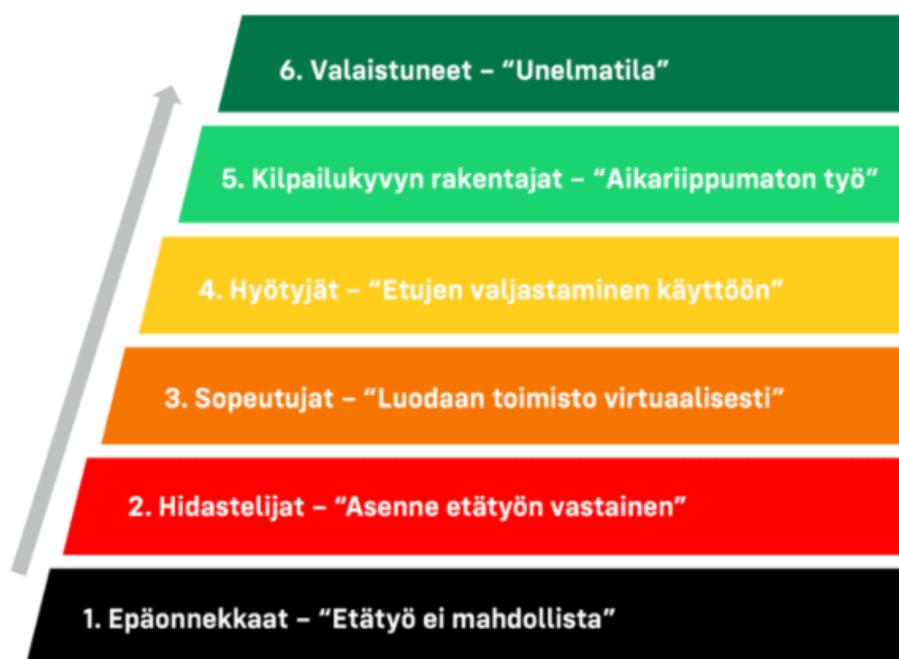 6. Valaistuneet – “Unelmatila”
5. Kilpailukyvyn rakentajat – “Aikariippumaton työ”
4. Hyötyjät – “Etujen valjastaminen käyttöön”
3. Sopeutujat – “Luodaan toimisto virtuaalisesti”
2. Hidastelijat – “Asenne etätyön vastainen”
1. Epäonnekkaat – “Etätyö ei mahdollista”